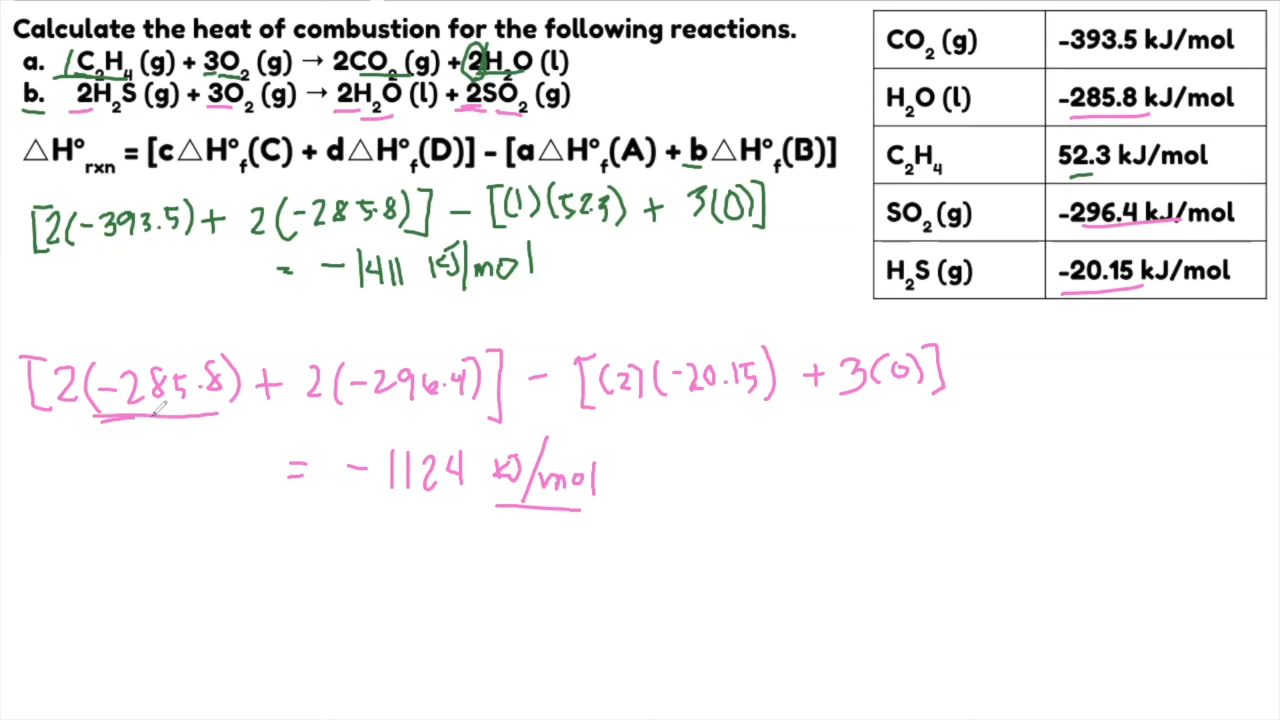 Calculate the heat of combustion for the following reactions.
a. 1C₂H₄ (g) + 3O₂ (g) → 2CO₂ (g) + 2H₂O (l)
b. 2H₂S (g) + 3O₂ (g) → 2H₂O (l) + 2SO₂ (g)
△H°rxn = [c△H°f(C) + d△H°f(D)] - [a△H°f(A) + b△H°f(B)]
[2(-393.5) + 2(-285.8)] - [(1)(52.3) + 3(0)]
= -1411 kJ/mol
[2(-285.8) + 2(-296.4)] - [(2)(-20.15) + 3(0)]
= -1124 kJ/mol
CO₂ (g) -393.5 kJ/mol
H₂O (l) -285.8 kJ/mol
C₂H₄ 52.3 kJ/mol
SO₂ (g) -296.4 kJ/mol
H₂S (g) -20.15 kJ/mol